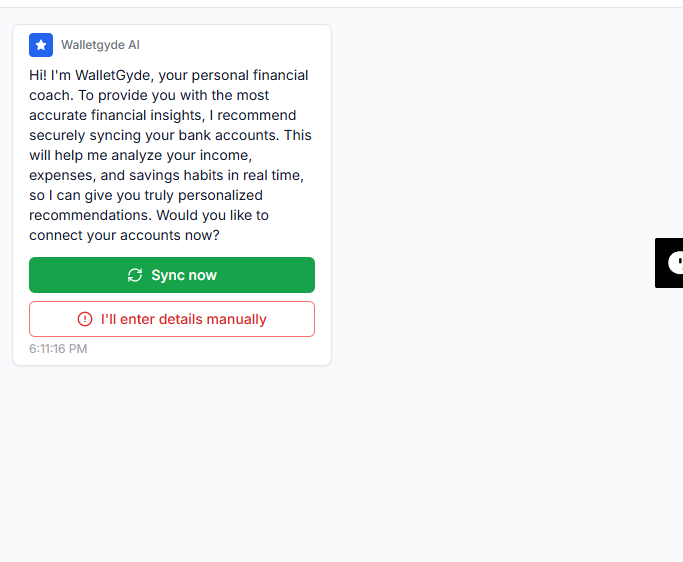 Walletgyde AI
Hi! I'm WalletGyde, your personal financial
coach. To provide you with the most
accurate financial insights, I recommend
securely syncing your bank accounts. This
will help me analyze your income,
expenses, and savings habits in real time,
so I can give you truly personalized
recommendations. Would you like to
connect your accounts now?
Sync now
I'll enter details manually
6:11:16 PM